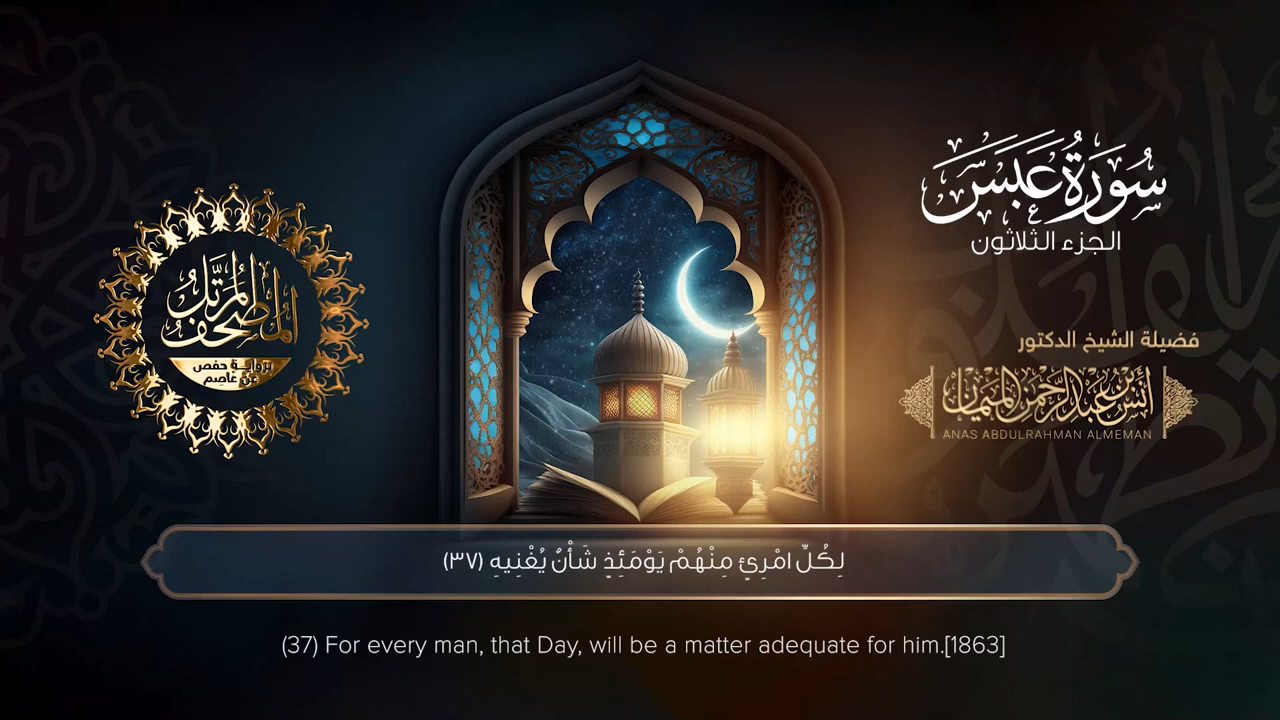 سُورَةُ عَبَسَ
الجزء الثلاثون
المصحف المرتل
برواية حفص
عن عاصم
فضيلة الشيخ الدكتور
أنس بن عبدالرحمن الميمان
ANAS ABDULRAHMAN ALMEMAN
لِكُلِّ امْرِئٍ مِنْهُمْ يَوْمَئِذٍ شَأْنٌ يُغْنِيهِ (٣٧)
(37) For every man, that Day, will be a matter adequate for him.[1863]